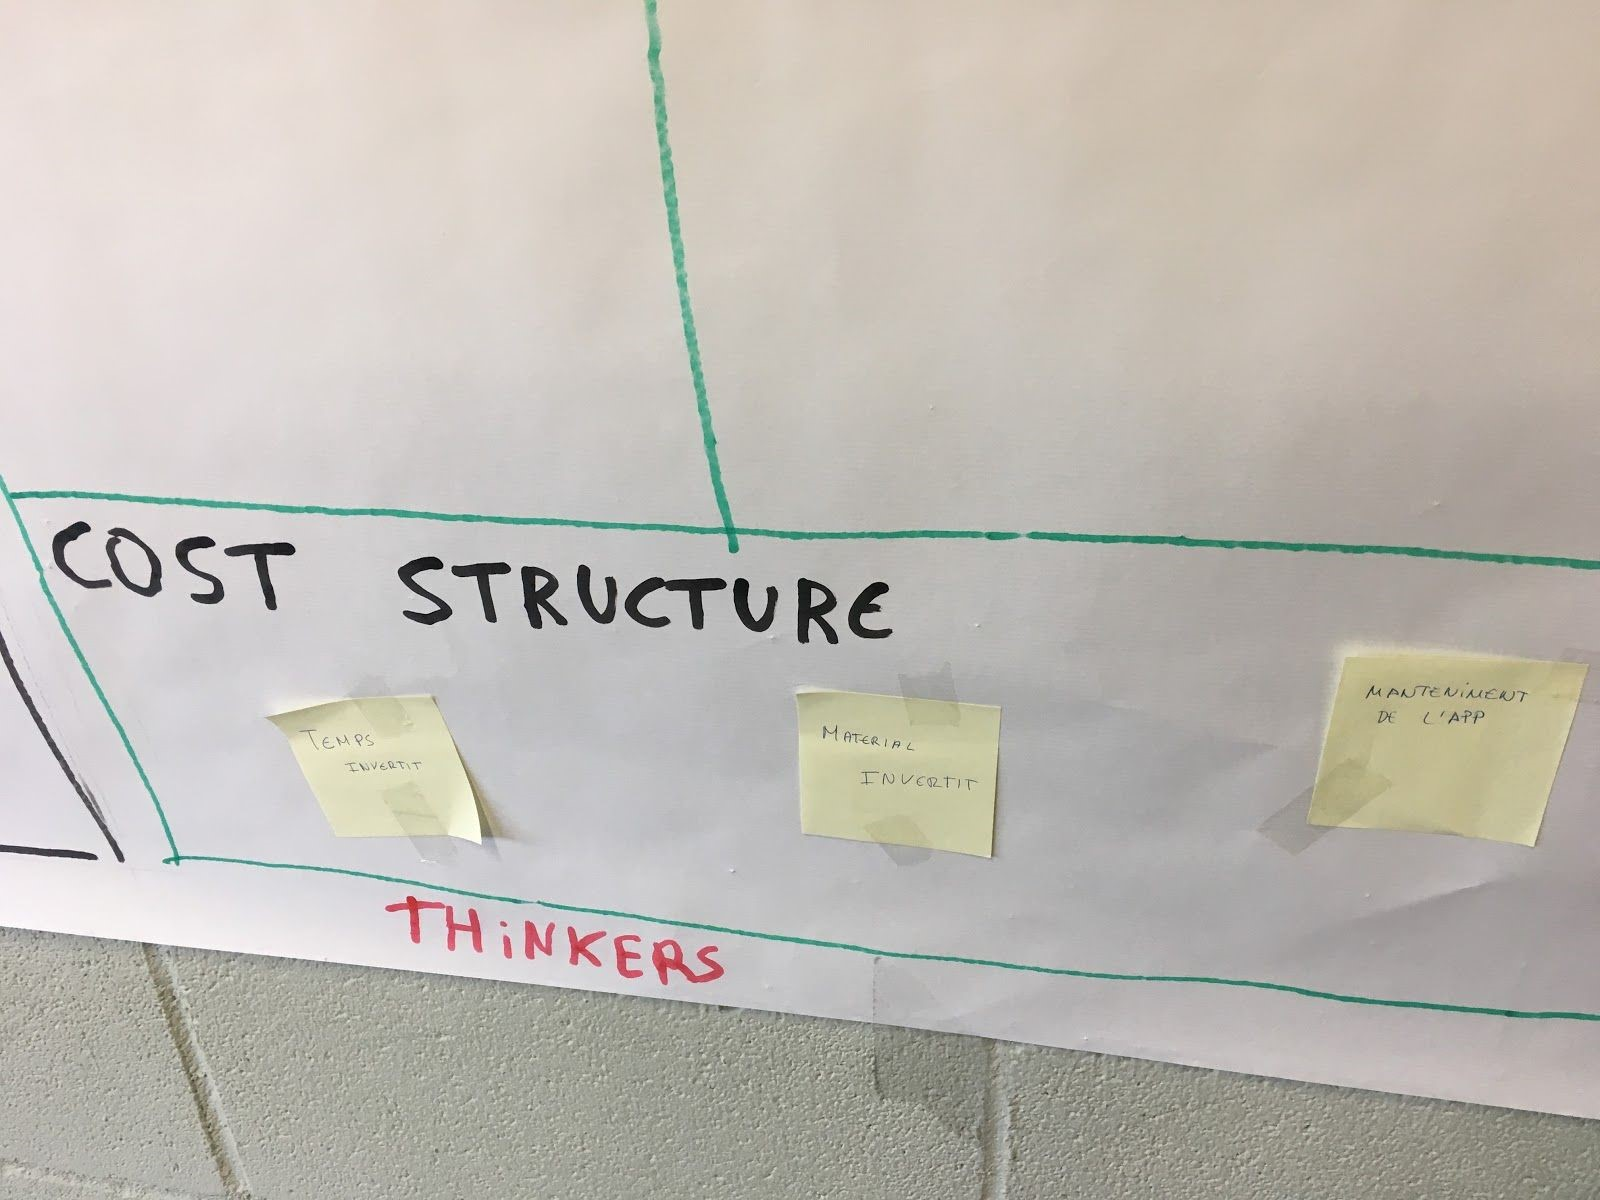 COST STRUCTURE
TEMPS
INVERTIT
MATERIAL
INVERTIT
MANTENIMENT
DE L'APP
THiNKERS